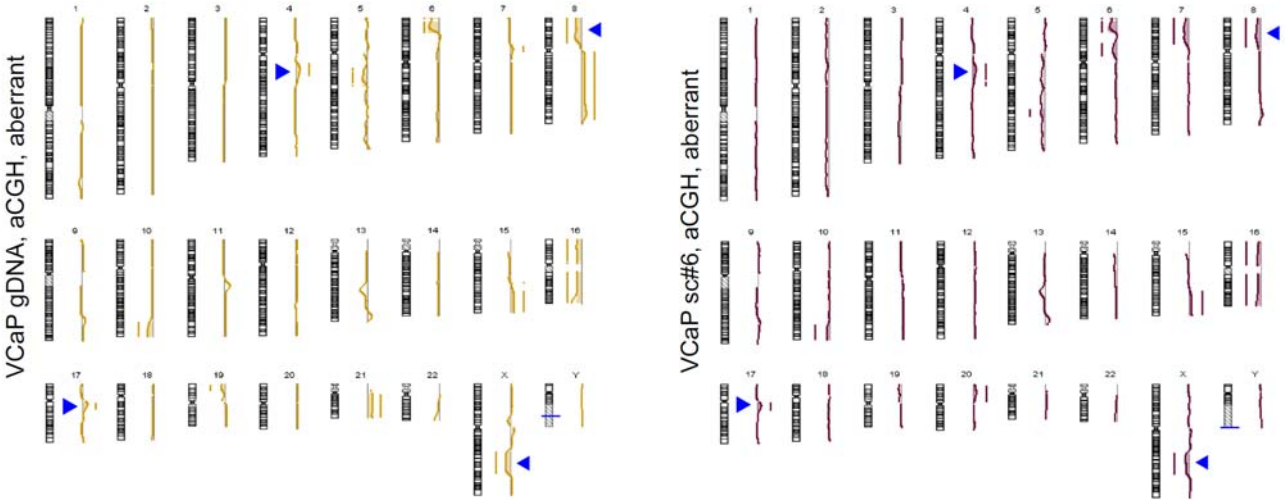 VCaP gDNA, aCGH, aberrant
1 2 3 4 5 6 7 8
9 10 11 12 13 14 15 16
17 18 19 20 21 22 X Y
VCaP sc#6, aCGH, aberrant
1 2 3 4 5 6 7 8
9 10 11 12 13 14 15 16
17 18 19 20 21 22 X Y